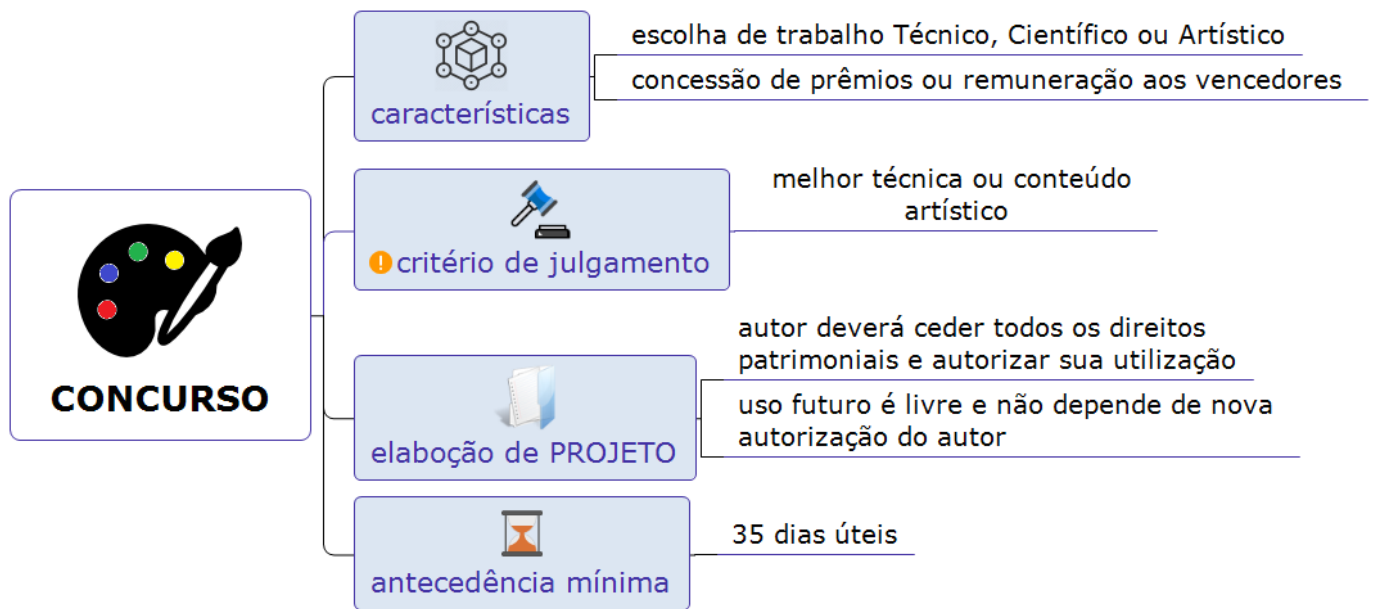 CONCURSO
características
escolha de trabalho Técnico, Científico ou Artístico
concessão de prêmios ou remuneração aos vencedores
critério de julgamento
melhor técnica ou conteúdo
artístico
elaboção de PROJETO
autor deverá ceder todos os direitos
patrimoniais e autorizar sua utilização
uso futuro é livre e não depende de nova
autorização do autor
antecedência mínima
35 dias úteis